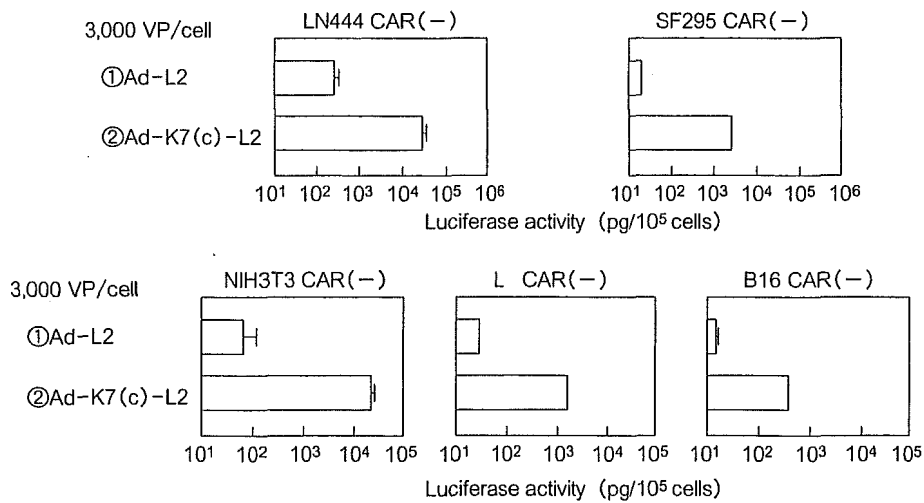 LN444 CAR(−) SF295 CAR(−)
3,000 VP/cell
①Ad−L2
②Ad−K7(c)−L2
10¹ 10² 10³ 10⁴ 10⁵ 10⁶ 10¹ 10² 10³ 10⁴ 10⁵ 10⁶
Luciferase activity (pg/10⁵ cells)
NIH3T3 CAR(−) L CAR(−) B16 CAR(−)
3,000 VP/cell
①Ad−L2
②Ad−K7(c)−L2
10¹ 10² 10³ 10⁴ 10⁵ 10¹ 10² 10³ 10⁴ 10⁵ 10¹ 10² 10³ 10⁴ 10⁵
Luciferase activity (pg/10⁵ cells)